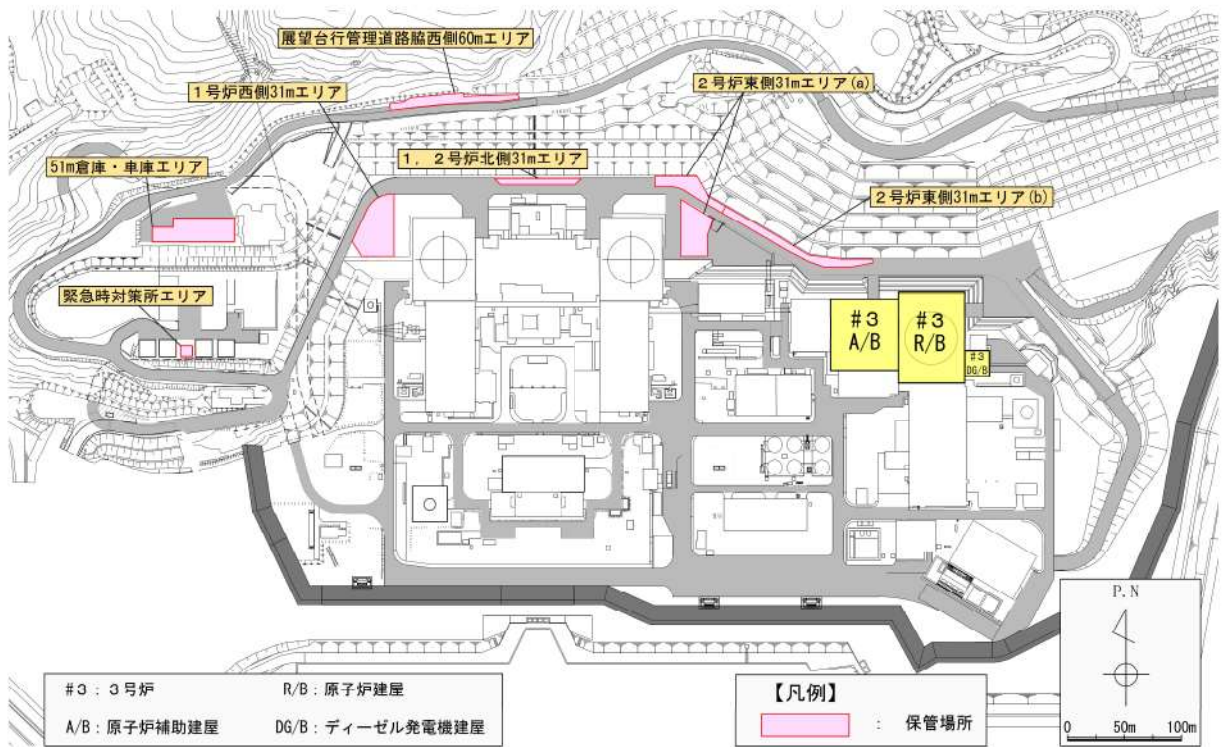 展望台行管理道路脇西側60mエリア
1号炉西側31mエリア
2号炉東側31mエリア(a)
51m倉庫・車庫エリア
1,2号炉北側31mエリア
2号炉東側31mエリア(b)
緊急時対策所エリア
#3
A/B
#3
R/B
#3
DG/B
P.N
0 50m 100m
#3:3号炉 R/B:原子炉建屋
A/B:原子炉補助建屋 DG/B:ディーゼル発電機建屋
【凡例】
:保管場所